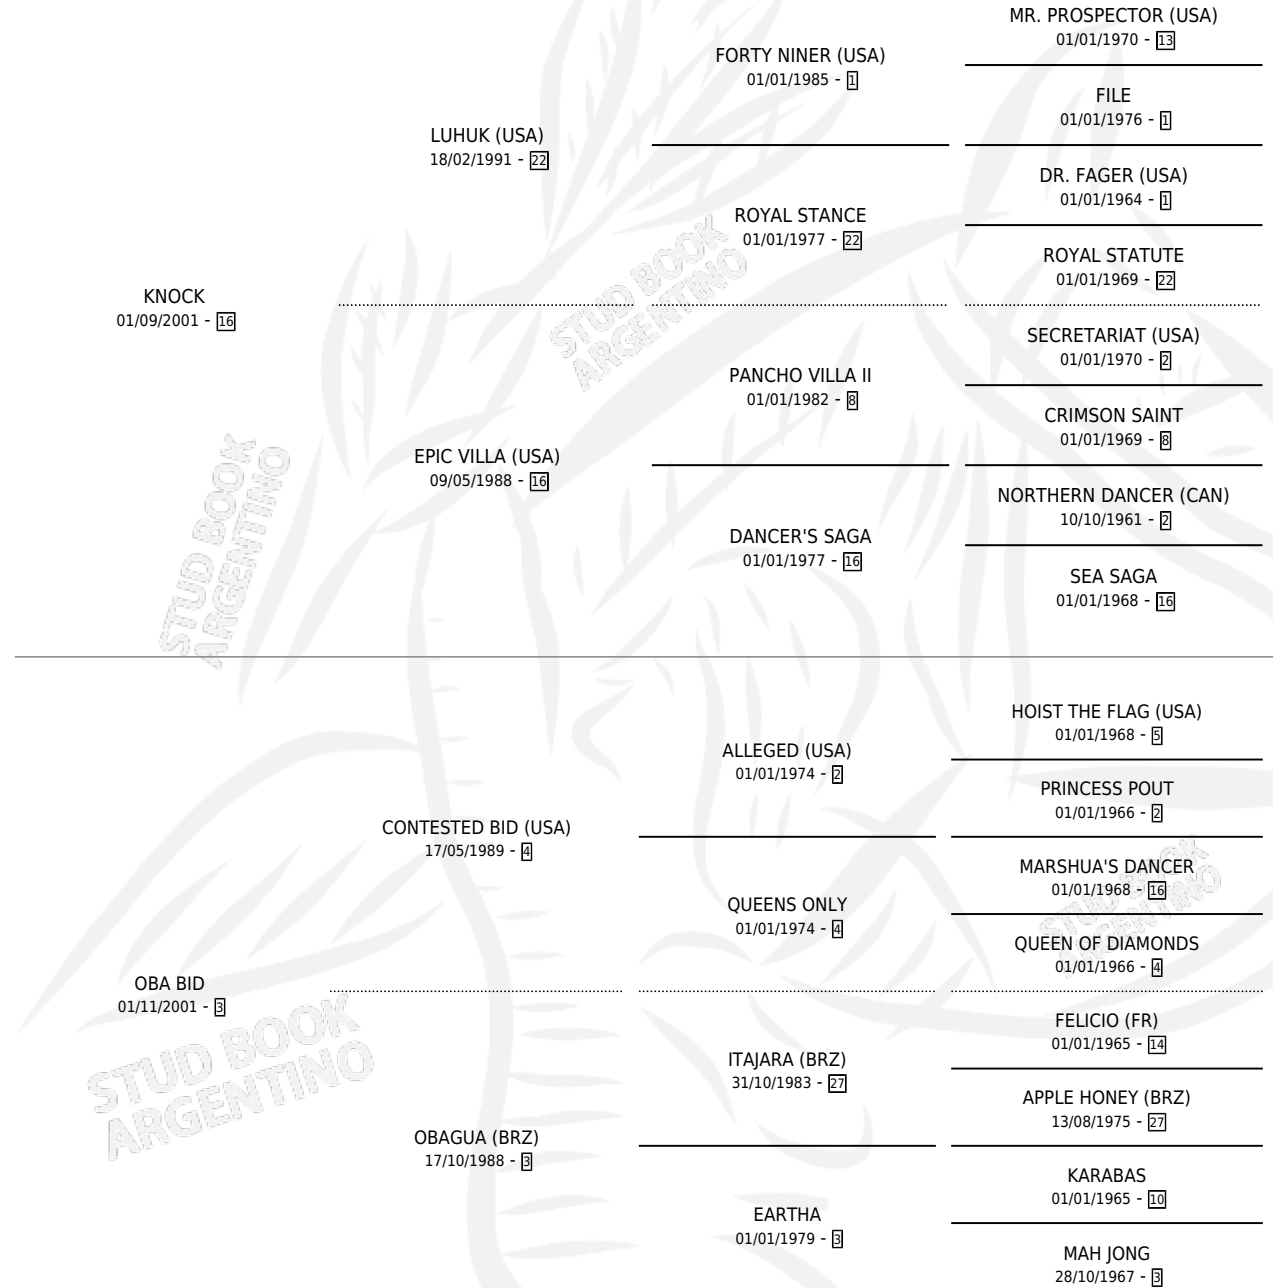 MR. PROSPECTOR (USA)
01/01/1970 - 13
FORTY NINER (USA)
01/01/1985 - 1
FILE
01/01/1976 - 1
LUHUK (USA)
18/02/1991 - 22
DR. FAGER (USA)
01/01/1964 - 1
ROYAL STANCE
01/01/1977 - 22
ROYAL STATUTE
01/01/1969 - 22
KNOCK
01/09/2001 - 16
STUD BOOK
ARGENTINO
SECRETARIAT (USA)
01/01/1970 - 2
PANCHO VILLA II
01/01/1982 - 8
CRIMSON SAINT
01/01/1969 - 8
EPIC VILLA (USA)
09/05/1988 - 16
NORTHERN DANCER (CAN)
10/10/1961 - 2
DANCER'S SAGA
01/01/1977 - 16
SEA SAGA
01/01/1968 - 16
STUD BOOK
ARGENTINO
HOIST THE FLAG (USA)
01/01/1968 - 5
ALLEGED (USA)
01/01/1974 - 2
PRINCESS POUT
01/01/1966 - 2
CONTESTED BID (USA)
17/05/1989 - 4
MARSHUA'S DANCER
01/01/1968 - 16
STUD BOOK
ARGENTINO
QUEENS ONLY
01/01/1974 - 4
QUEEN OF DIAMONDS
01/01/1966 - 4
OBA BID
01/11/2001 - 3
STUD BOOK
ARGENTINO
FELICIO (FR)
01/01/1965 - 14
ITAJARA (BRZ)
31/10/1983 - 27
APPLE HONEY (BRZ)
13/08/1975 - 27
OBAGUA (BRZ)
17/10/1988 - 3
KARABAS
01/01/1965 - 10
EARTHA
01/01/1979 - 3
MAH JONG
28/10/1967 - 3